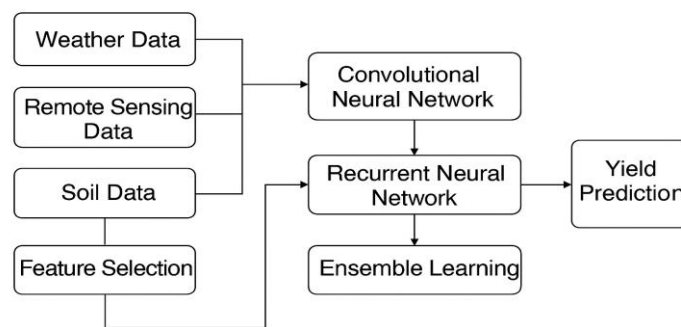 Weather Data
Remote Sensing
Data
Soil Data
Feature Selection
Convolutional
Neural Network
Recurrent Neural
Network
Ensemble Learning
Yield
Prediction